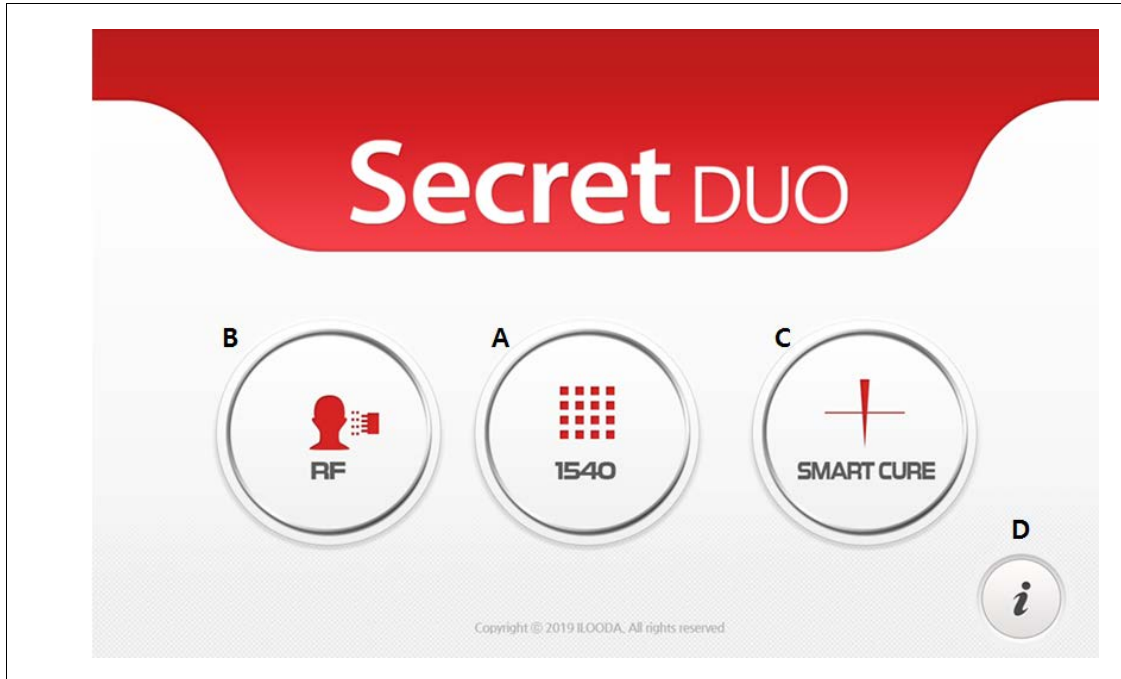 Secret DUO
B
A
C
RF
1540
SMART CURE
D
i
Copyright © 2019 ILOODA, All rights reserved